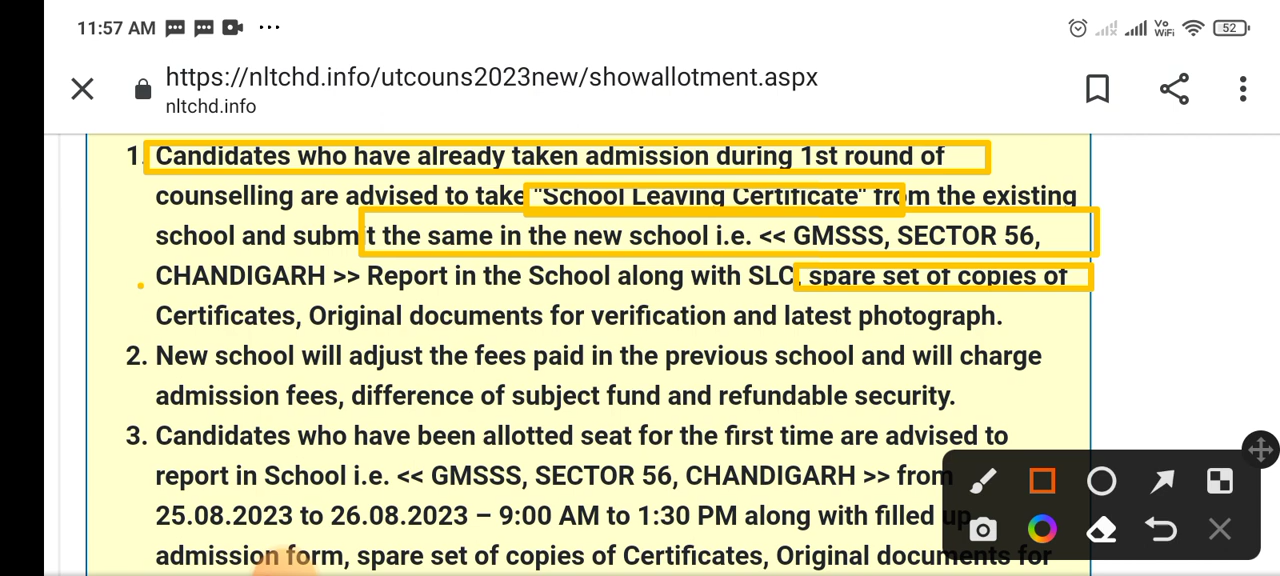 11:57 AM
Vo WiFi 52
https://nltchd.info/utcouns2023new/showallotment.aspx
nltchd.info
1. Candidates who have already taken admission during 1st round of
counselling are advised to take "School Leaving Certificate" from the existing
school and submit the same in the new school i.e. << GMSSS, SECTOR 56,
CHANDIGARH >> Report in the School along with SLC, spare set of copies of
Certificates, Original documents for verification and latest photograph.
2. New school will adjust the fees paid in the previous school and will charge
admission fees, difference of subject fund and refundable security.
3. Candidates who have been allotted seat for the first time are advised to
report in School i.e. << GMSSS, SECTOR 56, CHANDIGARH >> from
25.08.2023 to 26.08.2023 – 9:00 AM to 1:30 PM along with filled up
admission form, spare set of copies of Certificates, Original documents for